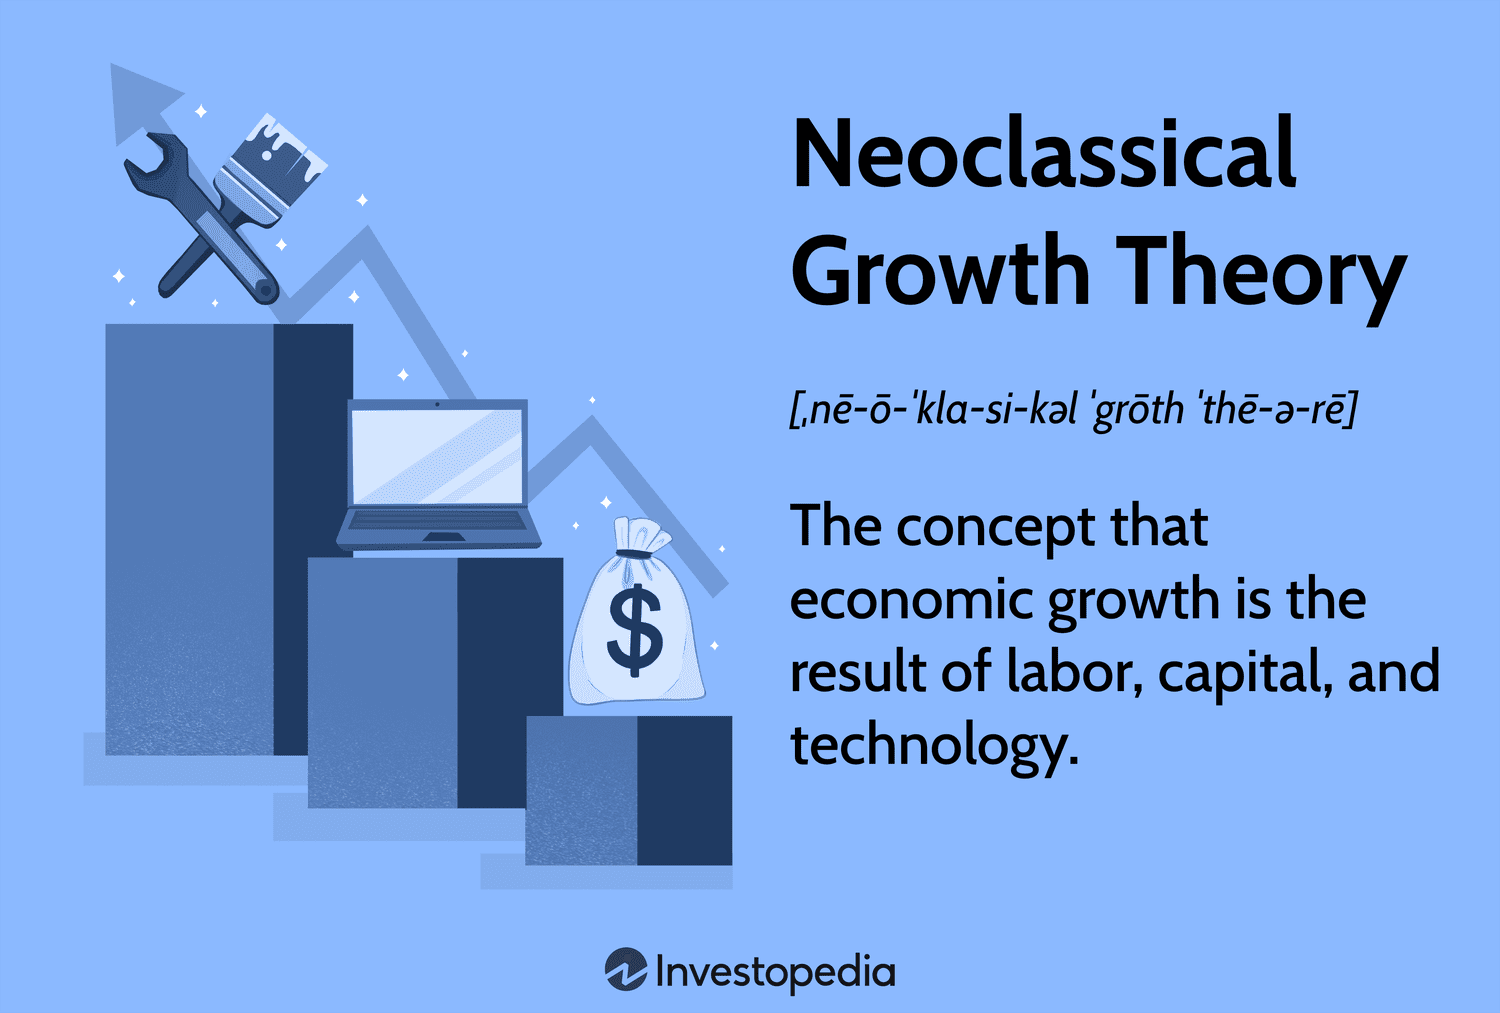 Neoclassical
Growth Theory
[ˌnē-ō-ˈkla-si-kəl ˈgrōth ˈthē-ə-rē]
The concept that
economic growth is the
result of labor, capital, and
technology.
$
Investopedia